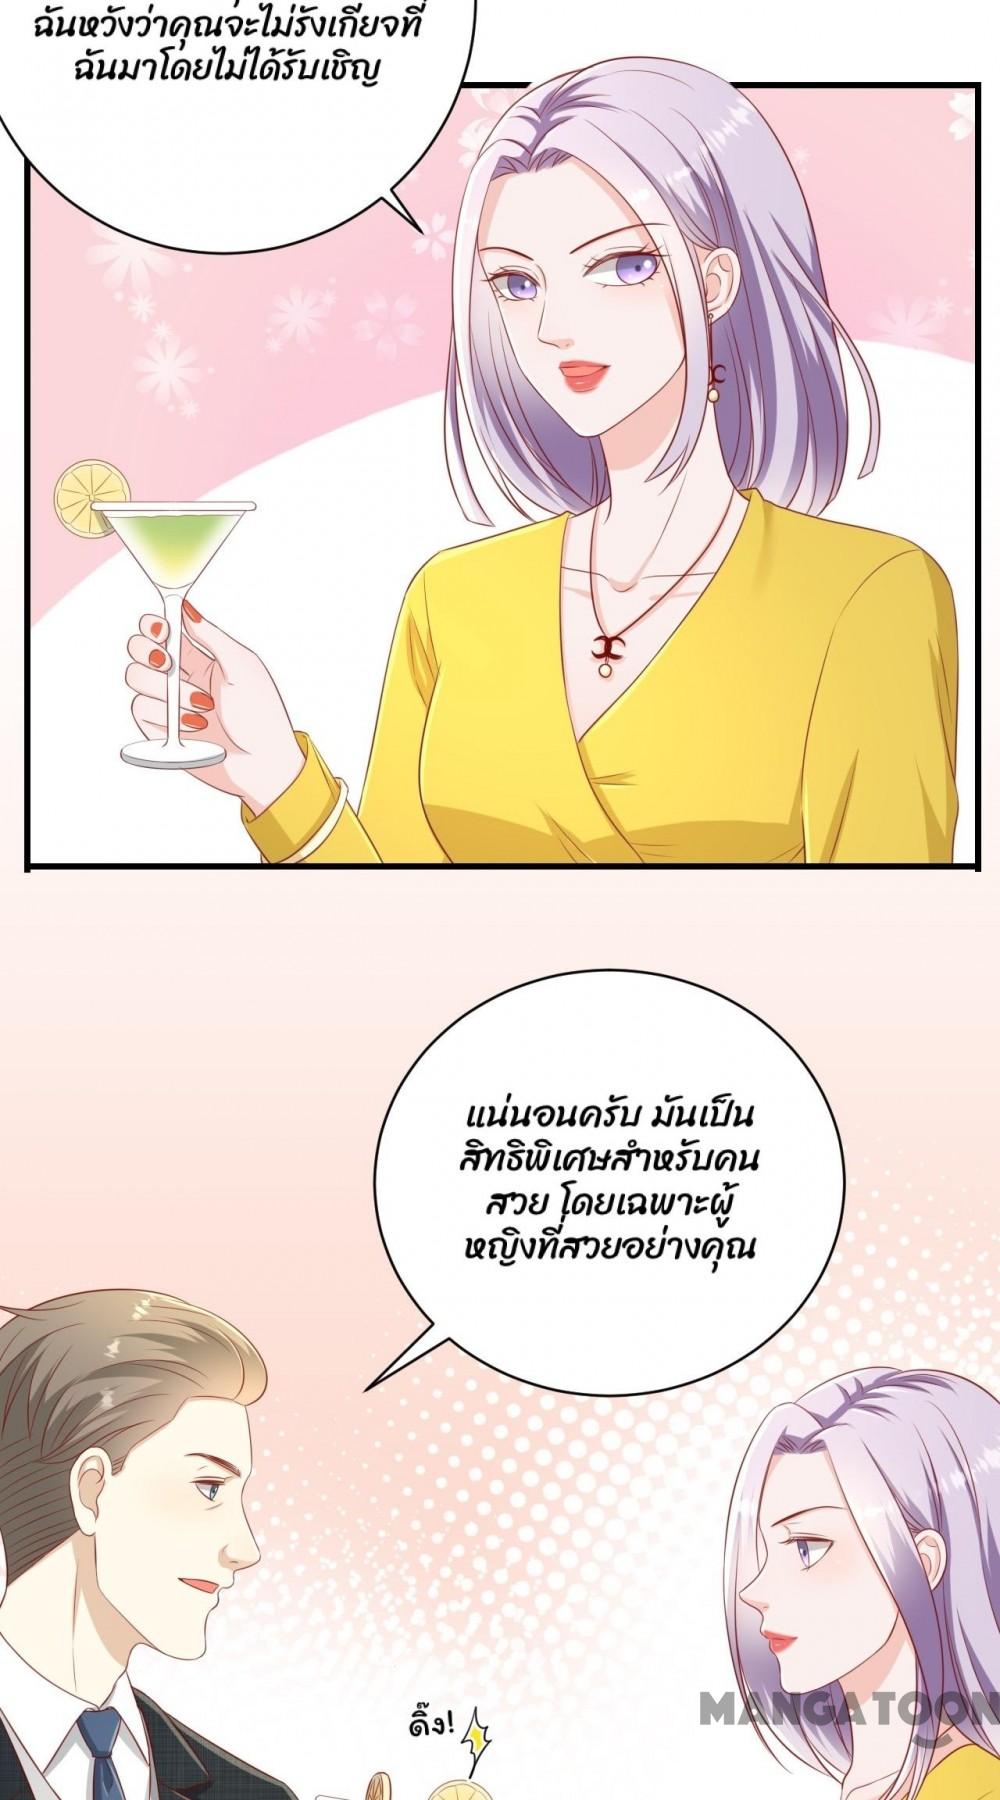 ฉันหวังว่าคุณจะไม่รังเกียจที่
ฉันมาโดยไม่ได้รับเชิญ
แน่นอนครับ มันเป็น
สิทธิพิเศษสำหรับคน
สวย โดยเฉพาะผู้
หญิงที่สวยอย่างคุณ
ดิ๊ง!
MANGATOON